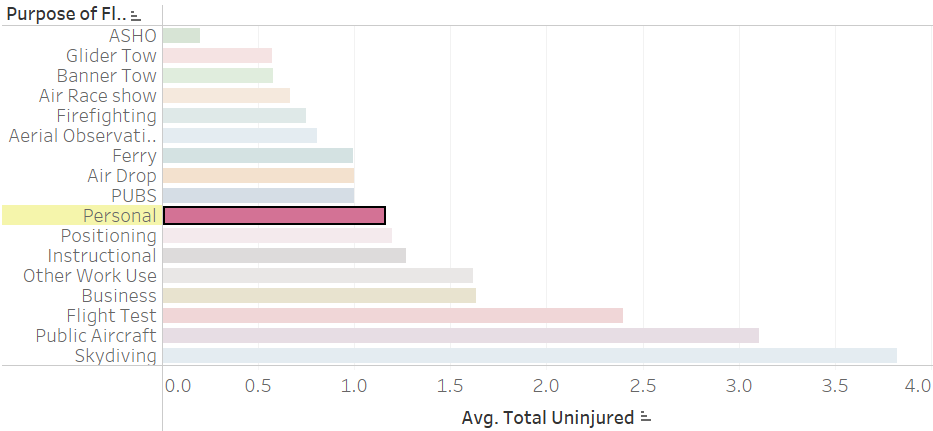 Purpose of Fl..
ASHO
Glider Tow
Banner Tow
Air Race show
Firefighting
Aerial Observati..
Ferry
Air Drop
PUBS
Personal
Positioning
Instructional
Other Work Use
Business
Flight Test
Public Aircraft
Skydiving
0.0 0.5 1.0 1.5 2.0 2.5 3.0 3.5 4.0
Avg. Total Uninjured